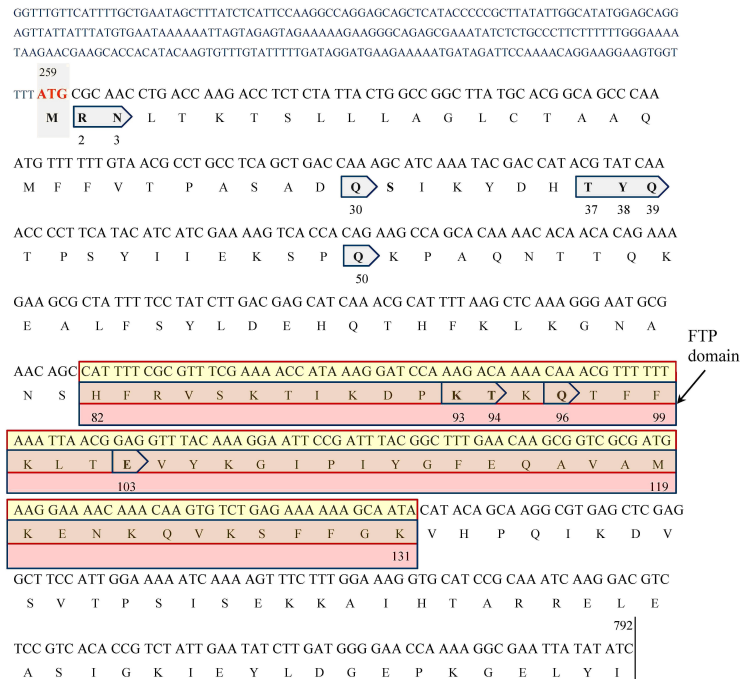 GGTTTGTTCATTTTGCTGAATAGCTTTATCTCATTCCAAGGCCAGGAGCAGCTCATACCCCCGCTTATATTGGCATATGGAGCAGG
AGTTATTATTTATGTGAATAAAAAATTAGTAGAGTAGAAAAAGAAGGGCAGAGCGAAATATCTCTGCCCTTCTTTTTTGGGAAAA
TAAGAACGAAGCACCACATACAAGTGTTTGTATTTTTGATAGGATGAAGAAAAATGATAGATTCCAAAACAGGAAGGAAGTGGT
259
TTT ATG CGC AAC CTG ACC AAG ACC TCT CTA TTA CTG GCC GGC TTA TGC ACG GCA GCC CAA
M R N L T K T S L L L A G L C T A A Q
2 3
ATG TTT TTT GTA ACG CCT GCC TCA GCT GAC CAA AGC ATC AAA TAC GAC CAT ACG TAT CAA
M F F V T P A S A D Q S I K Y D H T Y Q
30 37 38 39
ACC CCT TCA TAC ATC ATC GAA AAG TCA CCA CAG AAG CCA GCA CAA AAC ACA ACA CAG AAA
T P S Y I I E K S P Q K P A Q N T T Q K
50
GAA GCG CTA TTT TCC TAT CTT GAC GAG CAT CAA ACG CAT TTT AAG CTC AAA GGG AAT GCG
E A L F S Y L D E H Q T H F K L K G N A
FTP
domain
AAC AGC CAT TTT CGC GTT TCG AAA ACC ATA AAG GAT CCA AAG ACA AAA CAA ACG TTT TTT
N S H F R V S K T I K D P K T K Q T F F
82 93 94 96 99
AAA TTA ACG GAG GTT TAC AAA GGA ATT CCG ATT TAC GGC TTT GAA CAA GCG GTC GCG ATG
K L T E V Y K G I P I Y G F E Q A V A M
103 119
AAG GAA AAC AAA CAA GTG TCT GAG AAA AAA GCA ATA CAT ACA GCA AGG CGT GAG CTC GAG
K E N K Q V K S F F G K V H P Q I K D V
131
GCT TCC ATT GGA AAA ATC AAA AGT TTC TTT GGA AAG GTG CAT CCG CAA ATC AAG GAC GTC
S V T P S I S E K K A I H T A R R E L E
792
TCC GTC ACA CCG TCT ATT GAA TAT CTT GAT GGG GAA CCA AAA GGC GAA TTA TAT ATC
A S I G K I E Y L D G E P K G E L Y I